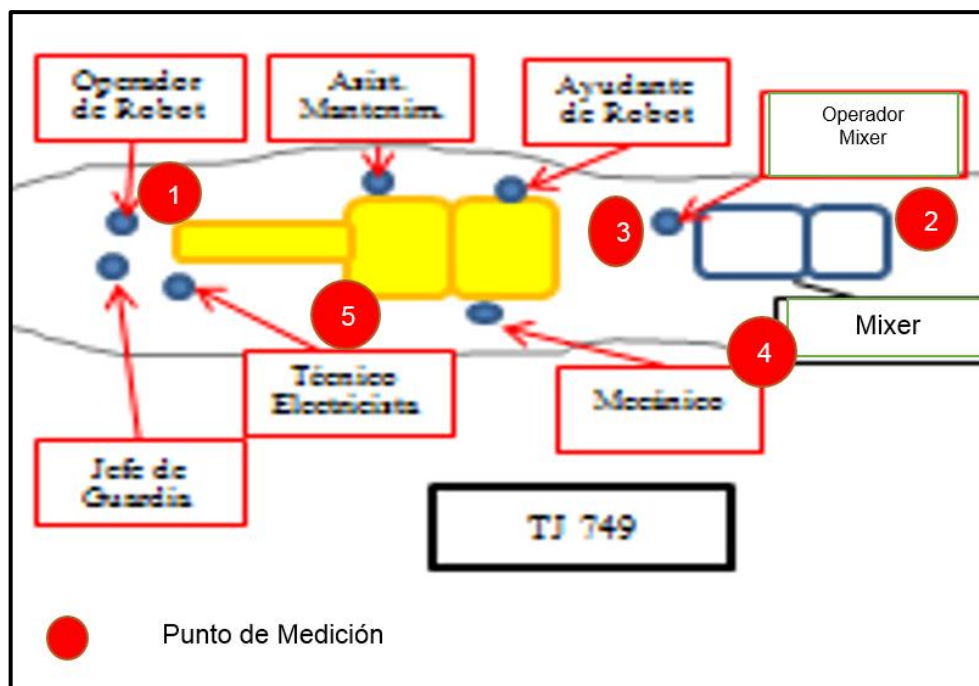 Operador
de Robot
Asist.
Mantenim.
Ayudante
de Robot
Operador
Mixer
1
2
3
4
5
Mixer
Técnico
Electricista
Mecánico
Jefe de
Guardia
TJ 749
Punto de Medición